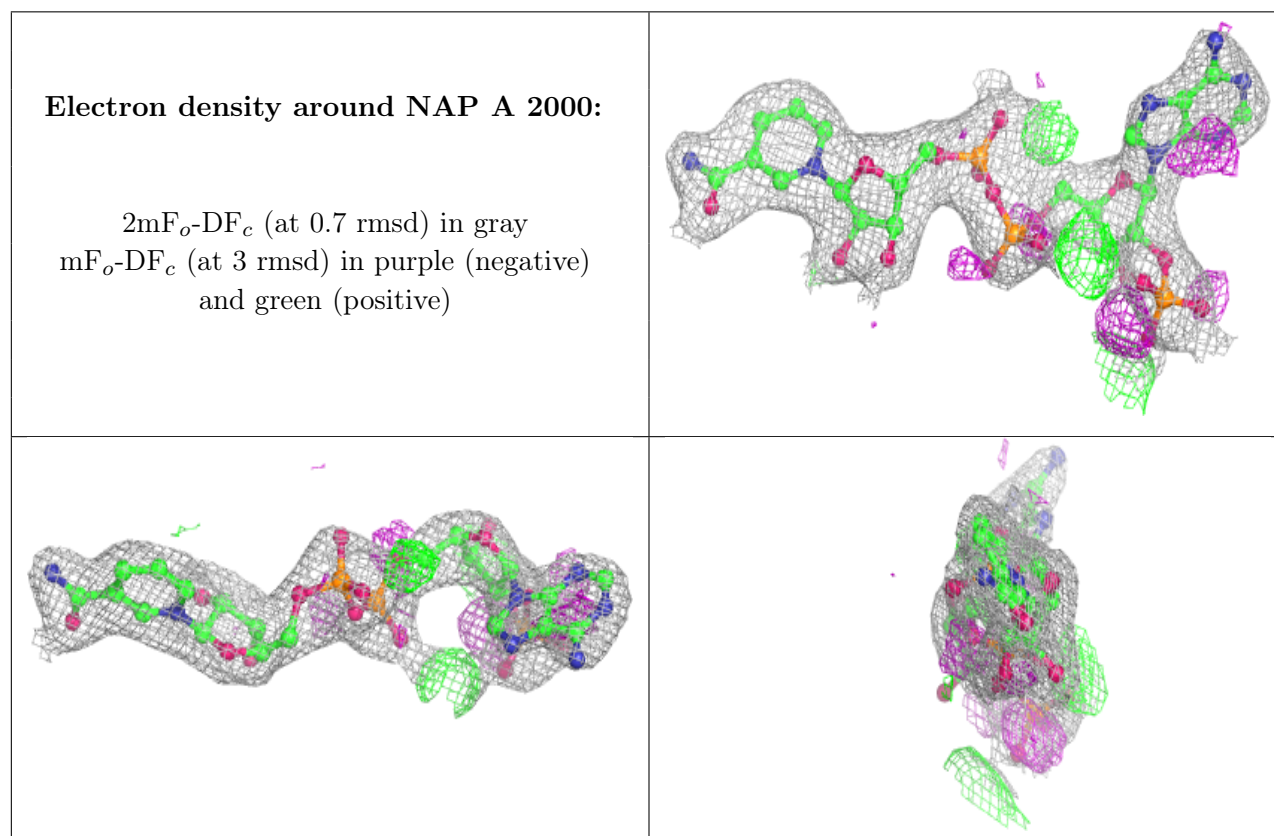 Electron density around NAP A 2000:
2mFo-DFc (at 0.7 rmsd) in gray
mFo-DFc (at 3 rmsd) in purple (negative)
and green (positive)